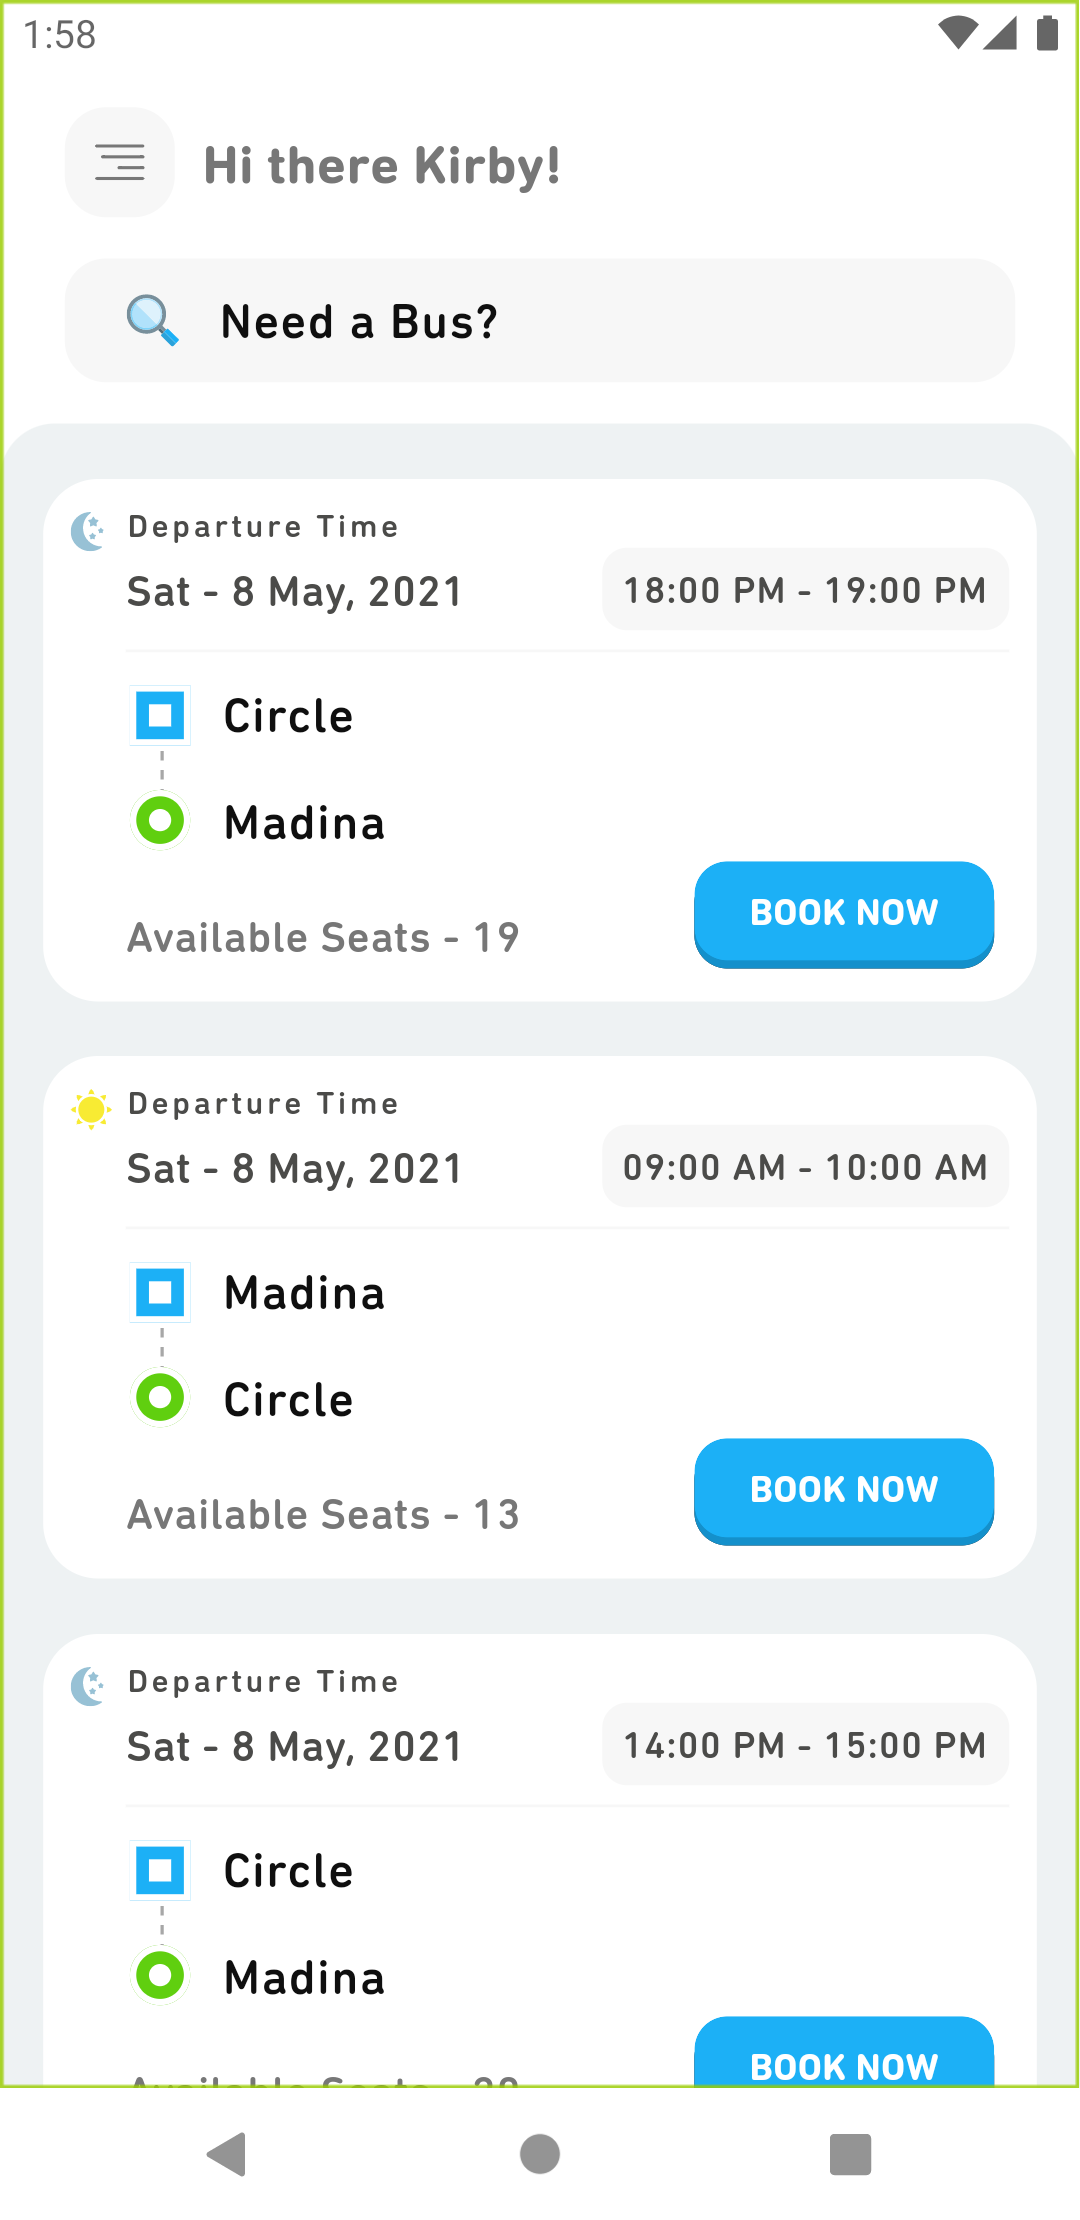 1:58
Hi there Kirby!
Need a Bus?
Departure Time
Sat - 8 May, 2021
18:00 PM - 19:00 PM
Circle
Madina
Available Seats - 19
BOOK NOW
Departure Time
Sat - 8 May, 2021
09:00 AM - 10:00 AM
Madina
Circle
Available Seats - 13
BOOK NOW
Departure Time
Sat - 8 May, 2021
14:00 PM - 15:00 PM
Circle
Madina
Available Seats -
BOOK NOW